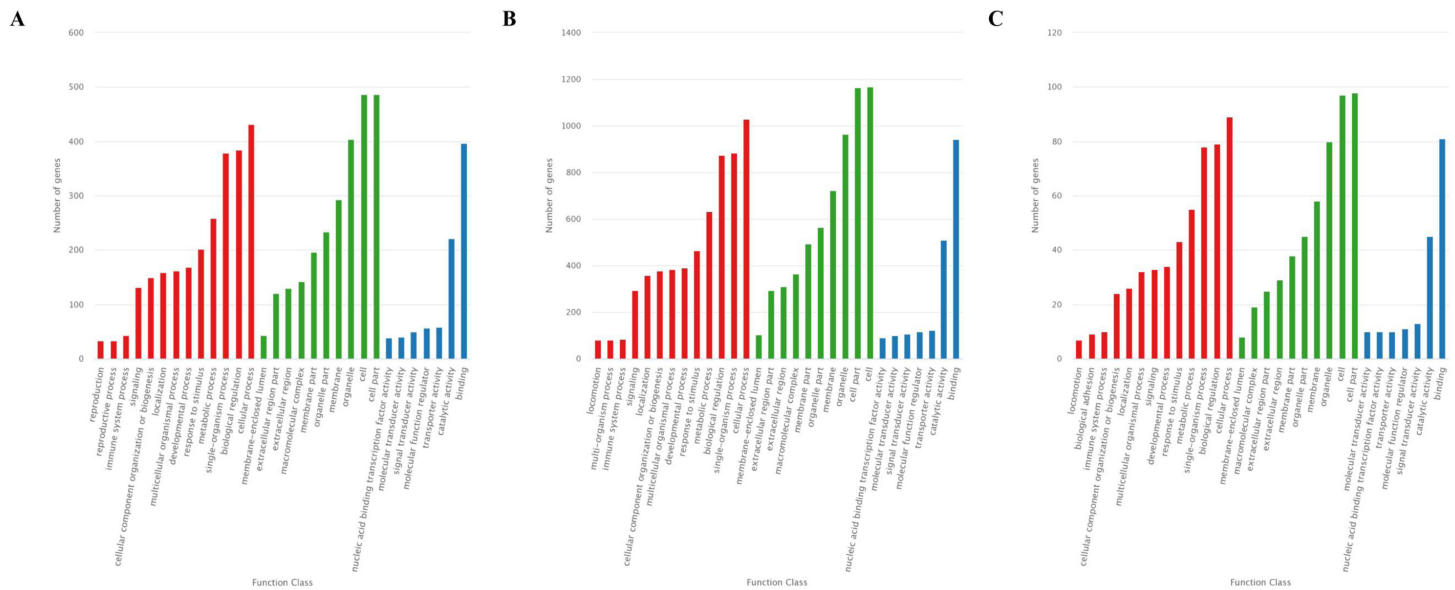 A
600
500
400
300
200
100
0
Number of genes
reproduction
reproductive process
immune system process
signaling
cellular component organization or biogenesis
localization
multicellular organismal process
developmental process
response to stimulus
metabolic process
single-organism process
biological regulation
cellular process
membrane-enclosed lumen
extracellular region part
extracellular region
macromolecular complex
membrane part
organelle part
membrane
organelle
cell
cell part
nucleic acid binding transcription factor activity
molecular transducer activity
signal transducer activity
molecular function regulator
transporter activity
catalytic activity
binding
Function Class
B
1400
1200
1000
800
600
400
200
0
Number of genes
locomotion
multi-organism process
immune system process
signaling
localization
cellular component organization or biogenesis
multicellular organismal process
developmental process
response to stimulus
metabolic process
biological regulation
single-organism process
cellular process
membrane-enclosed lumen
extracellular region part
extracellular region
macromolecular complex
membrane part
organelle part
membrane
organelle
cell part
cell
nucleic acid binding transcription factor activity
molecular transducer activity
signal transducer activity
molecular function regulator
transporter activity
catalytic activity
binding
Function Class
C
120
100
80
60
40
20
0
Number of genes
locomotion
biological adhesion
immune system process
cellular component organization or biogenesis
localization
multicellular organismal process
signaling
developmental process
response to stimulus
metabolic process
single-organism process
biological regulation
cellular process
membrane-enclosed lumen
macromolecular complex
extracellular region part
extracellular region
membrane part
organelle part
membrane
organelle
cell
cell part
molecular transducer activity
nucleic acid binding transcription factor activity
transporter activity
molecular function regulator
signal transducer activity
catalytic activity
binding
Function Class